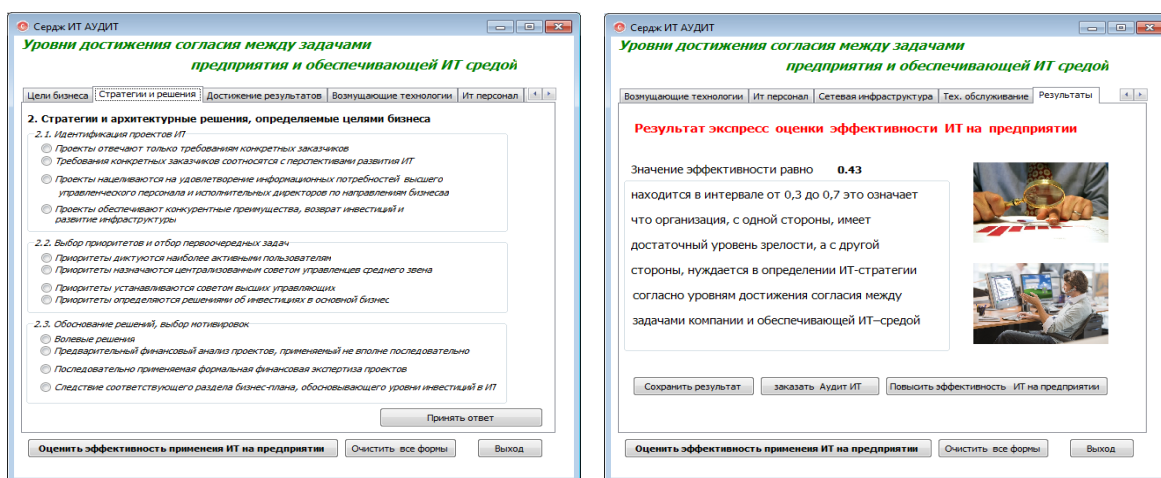 Сердж ИТ АУДИТ
Уровни достижения согласия между задачами
предприятия и обеспечивающей ИТ средой
Цели бизнеса Стратегии и решения Достижение результатов Возмущающие технологии Ит персонал
2. Стратегии и архитектурные решения, определяемые целями бизнеса
2.1. Идентификация проектов ИТ
Проекты отвечают только требованиям конкретных заказчиков
Требования конкретных заказчиков соотносятся с перспективами развития ИТ
Проекты нацеливаются на удовлетворение информационных потребностей высшего
управленческого персонала и исполнительных директоров по направлениям бизнесаа
Проекты обеспечивают конкурентные преимущества, возврат инвестиций и
развитие инфраструктуры
2.2. Выбор приоритетов и отбор первоочередных задач
Приоритеты диктуются наиболее активными пользователям
Приоритеты назначаются централизованным советом управленцев среднего звена
Приоритеты устанавливаются советом высших управляющих
Приоритеты определяются решениями об инвестициях в основной бизнес
2.3. Обоснование решений, выбор мотивировок
Волевые решения
Предварительный финансовый анализ проектов, применяемый не вполне последовательно
Последовательно применяемая формальная финансовая экспертиза проектов
Следствие соответствующего раздела бизнес-плана, обосновывающего уровни инвестиций в ИТ
Принять ответ
Оценить эффективность применеия ИТ на предприятии Очистить все формы Выход
Сердж ИТ АУДИТ
Уровни достижения согласия между задачами
предприятия и обеспечивающей ИТ средой
Возмущающие технологии Ит персонал Сетевая инфраструктура Тех. обслуживание Результаты
Результат экспресс оценки эффективности ИТ на предприятии
Значение эффективности равно 0.43
находится в интервале от 0,3 до 0,7 это означает
что организация, с одной стороны, имеет
достаточный уровень зрелости, а с другой
стороны, нуждается в определении ИТ-стратегии
согласно уровням достижения согласия между
задачами компании и обеспечивающей ИТ–средой
Сохранить результат заказать Аудит ИТ Повысить эффективность ИТ на предприятии
Оценить эффективность применеия ИТ на предприятии Очистить все формы Выход